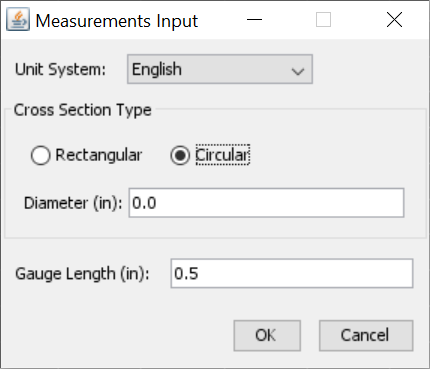 Measurements Input
Unit System: English
Cross Section Type
Rectangular Circular
Diameter (in): 0.0
Gauge Length (in): 0.5
OK Cancel